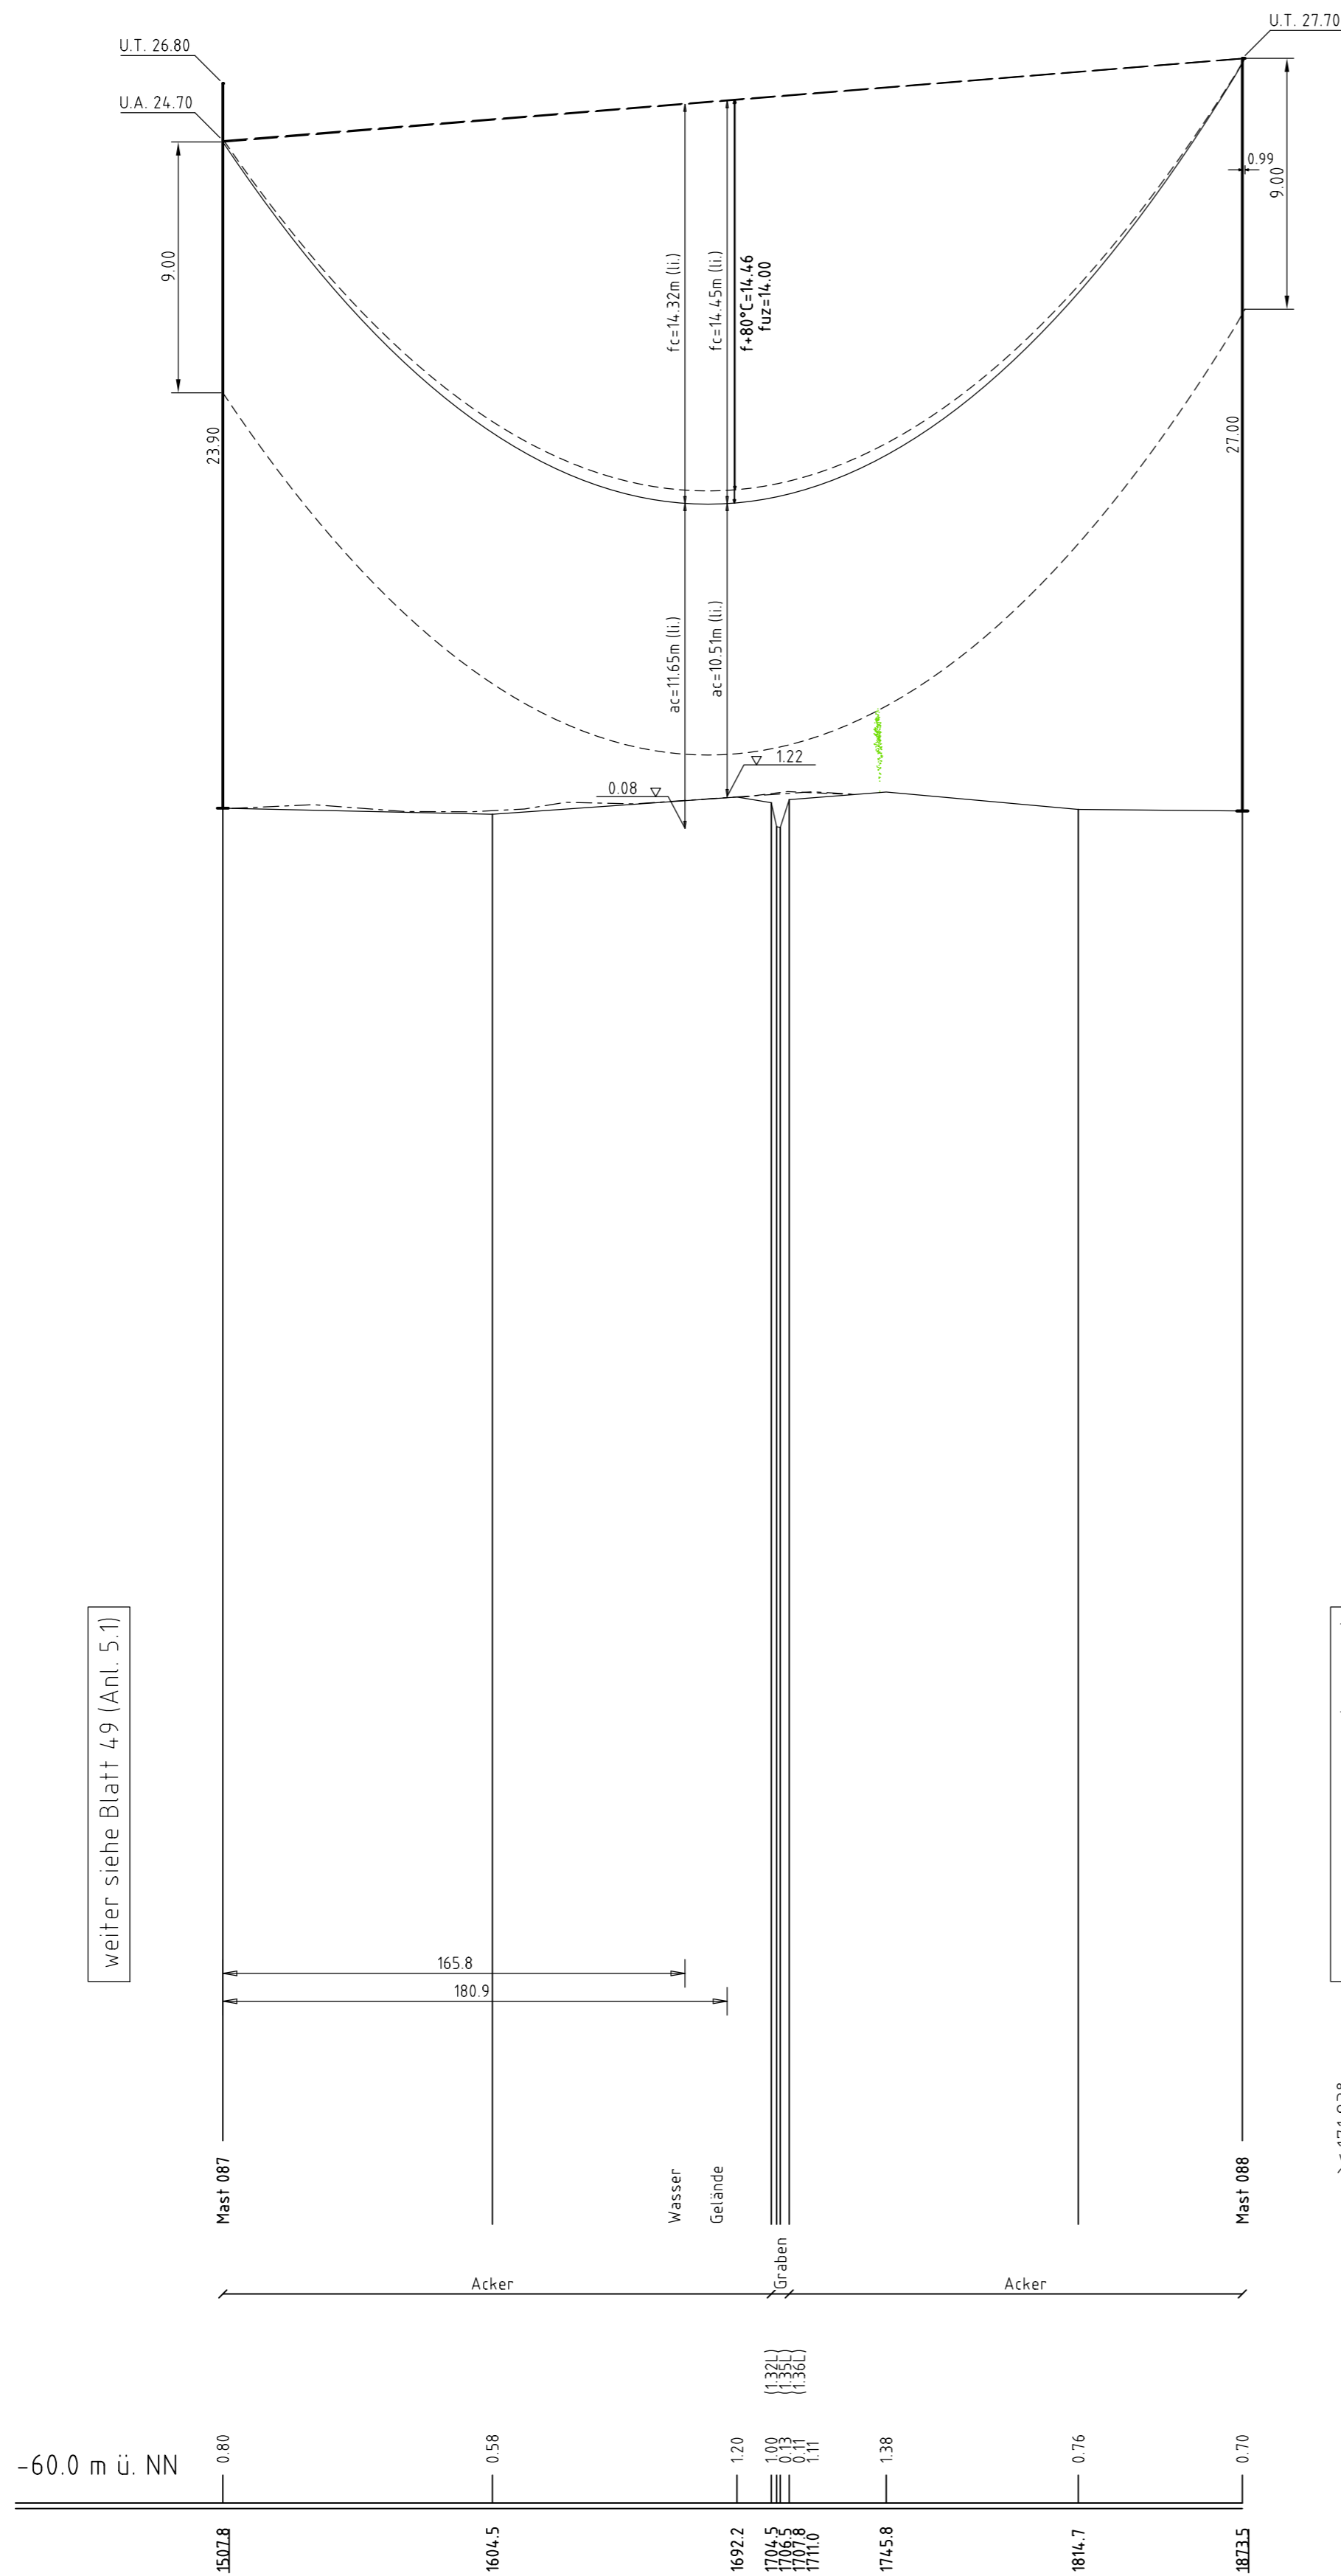 U.T. 27.70
U.T. 26.80
U.A. 24.70
0.99
9.00
9.00
fc=14.32m (li.)
fc=14.45m (li.)
f+80°C=14.46
fuz=14.00
23.90
27.00
ac=11.65m (li.)
ac=10.51m (li.)
1.22
0.08
weiter siehe Blatt 49 (Anl. 5.1)
165.8
180.9
Mast 087
Wasser
Gelände
Mast 088
Acker
Graben
Acker
(1.32L)
(1.35L)
(1.36L)
-60.0 m ü. NN
0.80
0.58
1.20
1.00
0.13
0.11
1.11
1.38
0.76
0.70
1507.8
1604.5
1692.2
1704.5
1706.5
1707.8
1711.0
1745.8
1814.7
1873.5